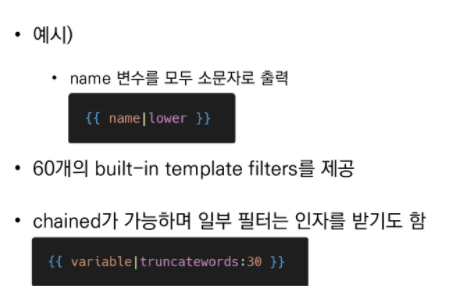 • 예시)
• name 변수를 모두 소문자로 출력
{{ name|lower }}
• 60개의 built-in template filters를 제공
• chained가 가능하며 일부 필터는 인자를 받기도 함
{{ variable|truncatewords:30 }}